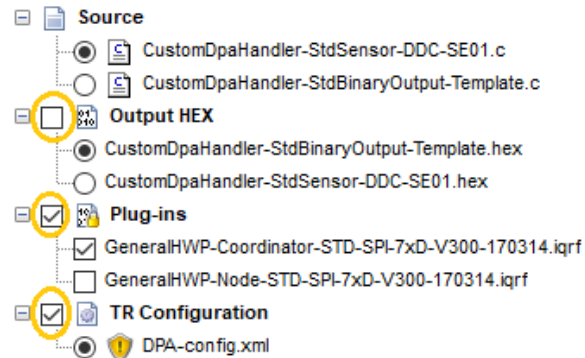 Source
CustomDpaHandler-StdSensor-DDC-SE01.c
CustomDpaHandler-StdBinaryOutput-Template.c
Output HEX
CustomDpaHandler-StdBinaryOutput-Template.hex
CustomDpaHandler-StdSensor-DDC-SE01.hex
Plug-ins
GeneralHWP-Coordinator-STD-SPI-7xD-V300-170314.iqrf
GeneralHWP-Node-STD-SPI-7xD-V300-170314.iqrf
TR Configuration
DPA-config.xml